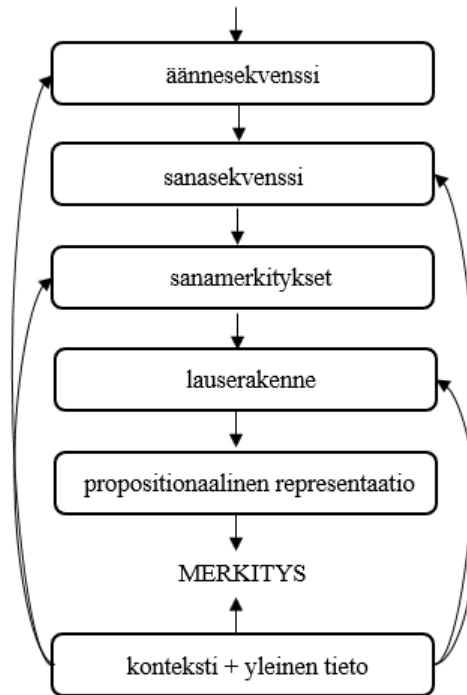 äännesekvenssi
sanasekvenssi
sanamerkitykset
lauserakenne
propositionaalinen representaatio
MERKITYS
konteksti + yleinen tieto